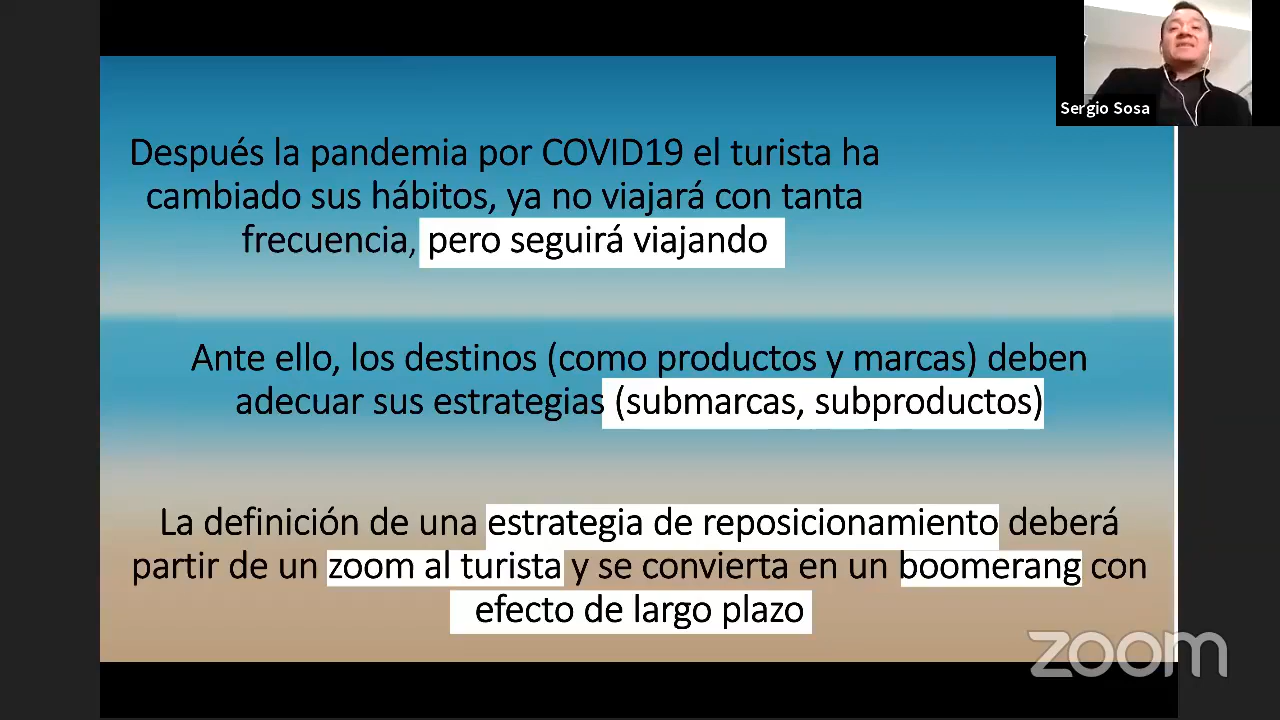 Sergio Sosa
Después la pandemia por COVID19 el turista ha
cambiado sus hábitos, ya no viajará con tanta
frecuencia, pero seguirá viajando
Ante ello, los destinos (como productos y marcas) deben
adecuar sus estrategias (submarcas, subproductos)
La definición de una estrategia de reposicionamiento deberá
partir de un zoom al turista y se convierta en un boomerang con
efecto de largo plazo
zoom